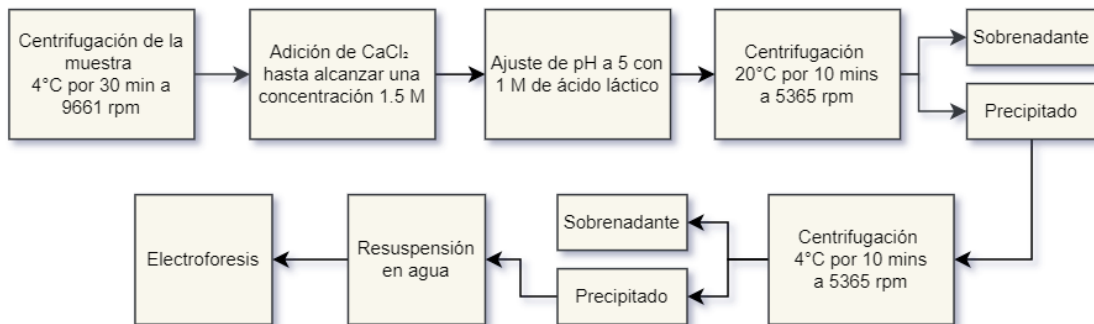 Centrifugación de la
muestra
4°C por 30 min a
9661 rpm
Adición de CaCl₂
hasta alcanzar una
concentración 1.5 M
Ajuste de pH a 5 con
1 M de ácido láctico
Centrifugación
20°C por 10 mins
a 5365 rpm
Sobrenadante
Precipitado
Centrifugación
4°C por 10 mins
a 5365 rpm
Sobrenadante
Precipitado
Resuspensión
en agua
Electroforesis